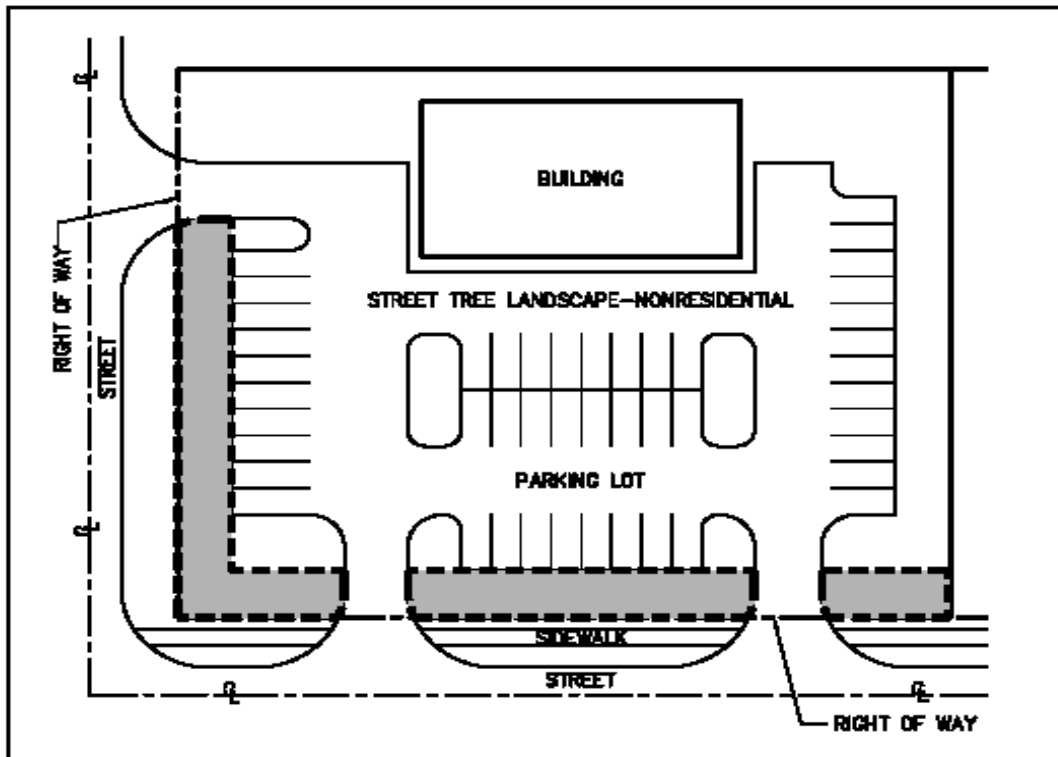 ℄
BUILDING
RIGHT OF WAY
STREET TREE LANDSCAPE-NONRESIDENTIAL
STREET
PARKING LOT
℄
SIDEWALK
STREET
℄
℄
RIGHT OF WAY